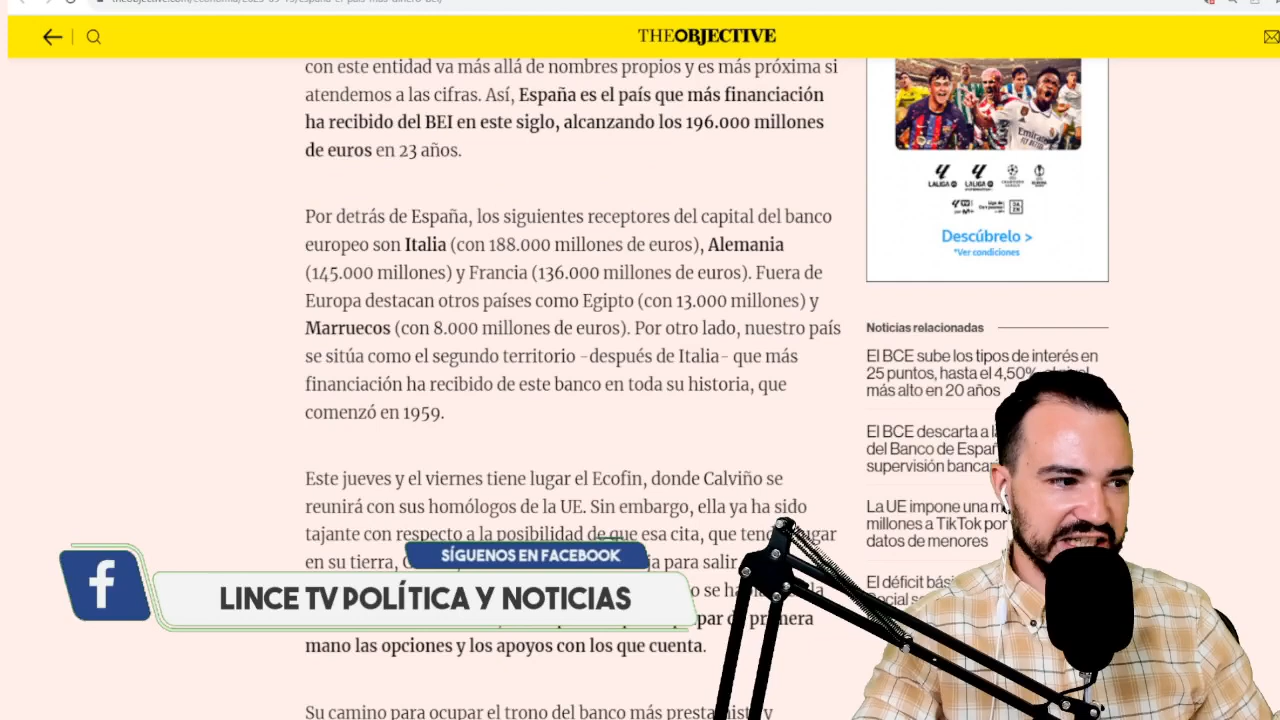 THEOBJECTIVE
con este entidad va más allá de nombres propios y es más próxima si
atendemos a las cifras. Así, España es el país que más financiación
ha recibido del BEI en este siglo, alcanzando los 196.000 millones
de euros en 23 años.
Por detrás de España, los siguientes receptores del capital del banco
europeo son Italia (con 188.000 millones de euros), Alemania
(145.000 millones) y Francia (136.000 millones de euros). Fuera de
Europa destacan otros países como Egipto (con 13.000 millones) y
Marruecos (con 8.000 millones de euros). Por otro lado, nuestro país
se sitúa como el segundo territorio -después de Italia- que más
financiación ha recibido de este banco en toda su historia, que
comenzó en 1959.
Este jueves y el viernes tiene lugar el Ecofin, donde Calviño se
reunirá con sus homólogos de la UE. Sin embargo, ella ya ha sido
tajante con respecto a la posibilidad de que esa cita, que
en su tierra, para salir
mano las opciones y los apoyos con los que cuenta.
Su camino para ocupar el trono del banco más
LALIGA LALIGA
Descúbrelo >
*Ver condiciones
Noticias relacionadas
El BCE sube los tipos de interés en
25 puntos, hasta el 4,50%, el nivel
más alto en 20 años
El BCE descarta a
del Banco de
supervisión
La UE impone una
millones a TikTok por
datos de menores
El déficit
SÍGUENOS EN FACEBOOK
f
LINCE TV POLÍTICA Y NOTICIAS